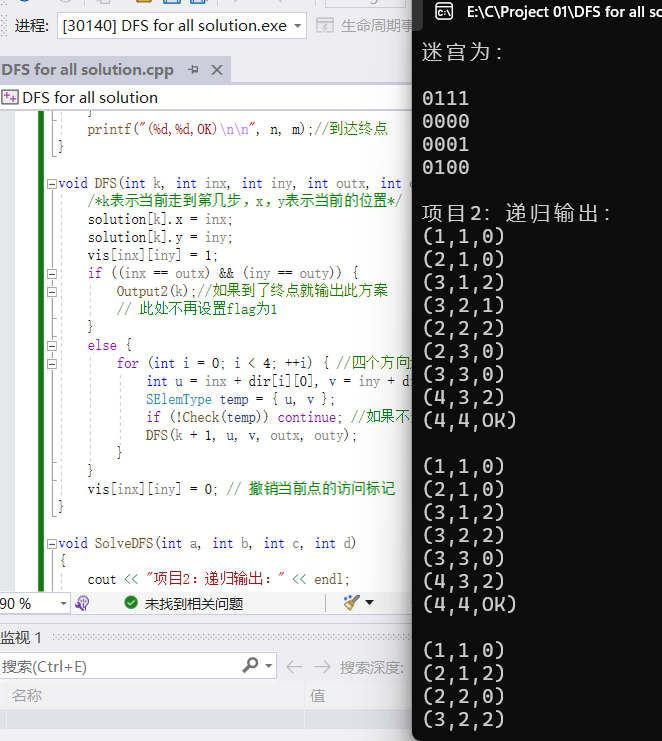 进程: [30140] DFS for all solution.exe 生命周期事
DFS for all solution.cpp
DFS for all solution
}
printf("(%d,%d,OK)\n\n", n, m);//到达终点
}
void DFS(int k, int inx, int iny, int outx, int
/*k表示当前走到第几步，x，y表示当前的位置*/
solution[k].x = inx;
solution[k].y = iny;
vis[inx][iny] = 1;
if ((inx == outx) && (iny == outy)) {
Output2(k);//如果到了终点就输出此方案
// 此处不再设置flag为1
}
else {
for (int i = 0; i < 4; ++i) { //四个方向
int u = inx + dir[i][0], v = iny +
SElemType temp = { u, v };
if (!Check(temp)) continue; //如果不
DFS(k + 1, u, v, outx, outy);
}
}
vis[inx][iny] = 0; // 撤销当前点的访问标记
}
void SolveDFS(int a, int b, int c, int d)
{
cout << "项目2：递归输出：" << endl;
90 % 未找到相关问题
监视 1
搜索(Ctrl+E) 搜索深度:
名称 值
E:\C\Project 01\DFS for all
迷宫为：
0111
0000
0001
0100
项目2：递归输出：
(1,1,0)
(2,1,0)
(3,1,2)
(3,2,1)
(2,2,2)
(2,3,0)
(3,3,0)
(4,3,2)
(4,4,OK)
(1,1,0)
(2,1,0)
(3,1,2)
(3,2,2)
(3,3,0)
(4,3,2)
(4,4,OK)
(1,1,0)
(2,1,2)
(2,2,0)
(3,2,2)